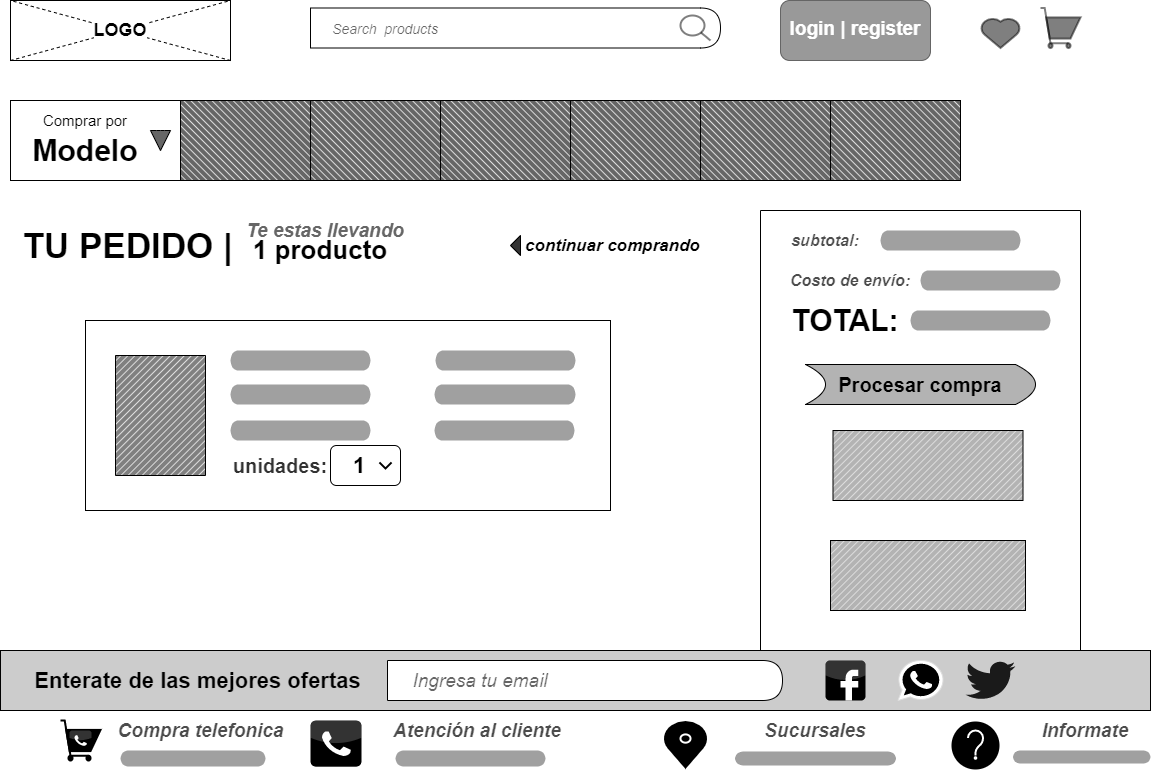 LOGO
Search products
login | register
Comprar por
Modelo
TU PEDIDO |
Te estas llevando
1 producto
continuar comprando
subtotal:
Costo de envío:
TOTAL:
Procesar compra
unidades: 1
Enterate de las mejores ofertas
Ingresa tu email
Compra telefonica
Atención al cliente
Sucursales
Informate